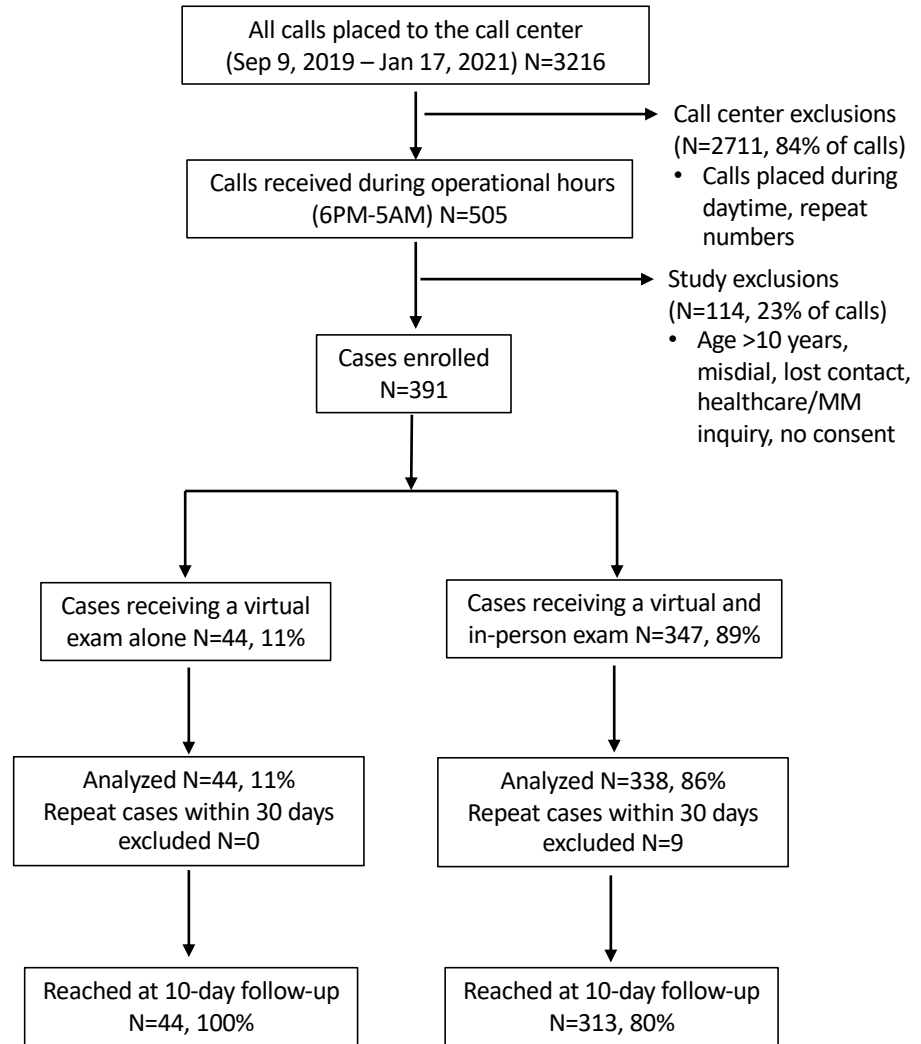 All calls placed to the call center
(Sep 9, 2019 – Jan 17, 2021) N=3216
Call center exclusions
(N=2711, 84% of calls)
• Calls placed during
daytime, repeat
numbers
Calls received during operational hours
(6PM-5AM) N=505
Study exclusions
(N=114, 23% of calls)
• Age >10 years,
misdial, lost contact,
healthcare/MM
inquiry, no consent
Cases enrolled
N=391
Cases receiving a virtual
exam alone N=44, 11%
Cases receiving a virtual and
in-person exam N=347, 89%
Analyzed N=44, 11%
Repeat cases within 30 days
excluded N=0
Analyzed N=338, 86%
Repeat cases within 30 days
excluded N=9
Reached at 10-day follow-up
N=44, 100%
Reached at 10-day follow-up
N=313, 80%